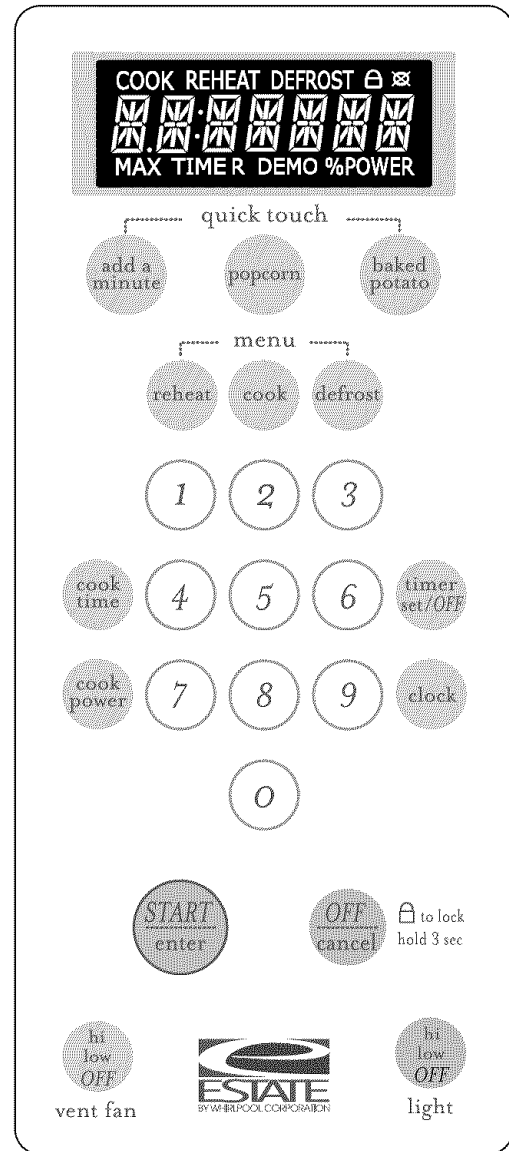 COOK REHEAT DEFROST
MAX TIMER DEMO %POWER
quick touch
add a minute
popcorn
baked potato
menu
reheat cook defrost
1 2 3
cook time
4 5 6
timer set/OFF
cook power
7 8 9
clock
0
START
enter
OFF
cancel
to lock
hold 3 sec
hi
low
OFF
vent fan
ESTATE
BY WHIRLPOOL CORPORATION
hi
low
OFF
light